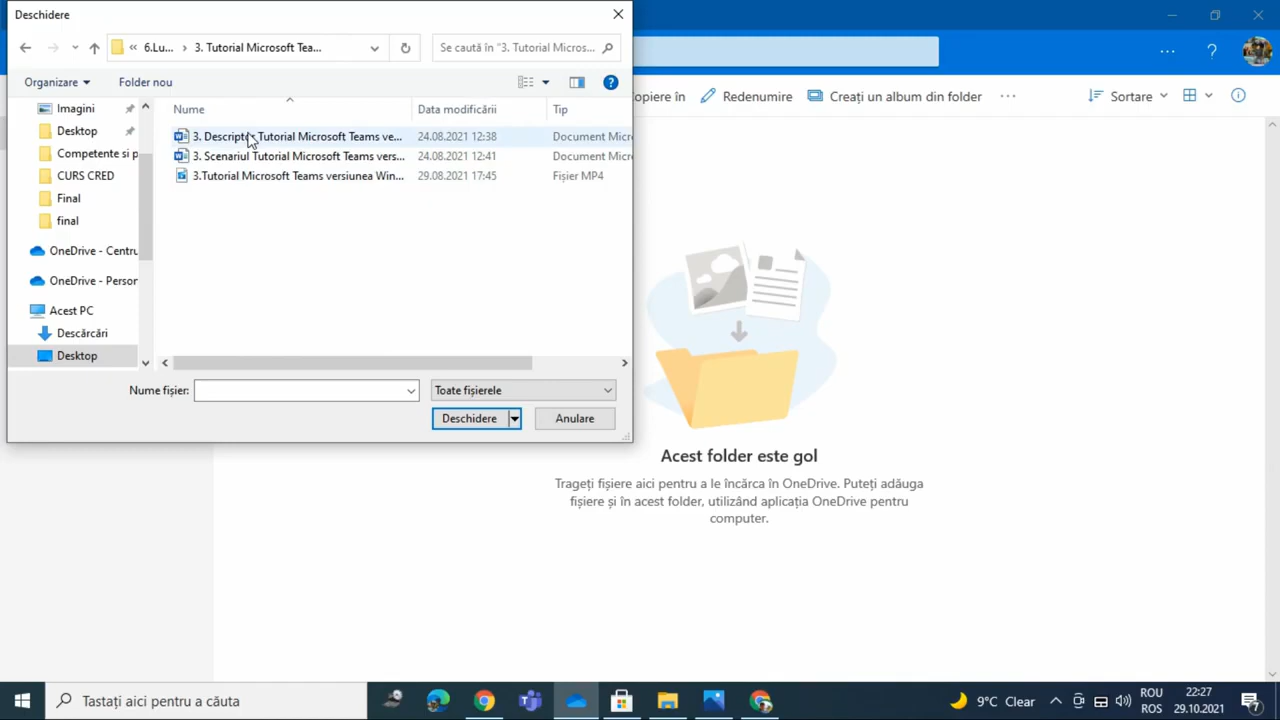 Deschidere
6.Lu... 3. Tutorial Microsoft Tea...
Se caută în "3. Tutorial Micros...
Organizare Folder nou
opiere în Redenumire Creați un album din folder Sortare
Nume Data modificării Tip
Imagini
Desktop
Competente si p
CURS CRED
Final
final
OneDrive - Centru
OneDrive - Person
Acest PC
Descărcări
Desktop
3. Descriptor Tutorial Microsoft Teams ve... 24.08.2021 12:38 Document Micro
3. Scenariul Tutorial Microsoft Teams vers... 24.08.2021 12:41 Document Micro
3.Tutorial Microsoft Teams versiunea Win... 29.08.2021 17:45 Fișier MP4
Nume fișier: Toate fișierele
Deschidere Anulare
Acest folder este gol
Trageți fișiere aici pentru a le încărca în OneDrive. Puteți adăuga
fișiere și în acest folder, utilizând aplicația OneDrive pentru
computer.
Tastați aici pentru a căuta
9°C Clear
ROU
ROS
22:27
29.10.2021
7